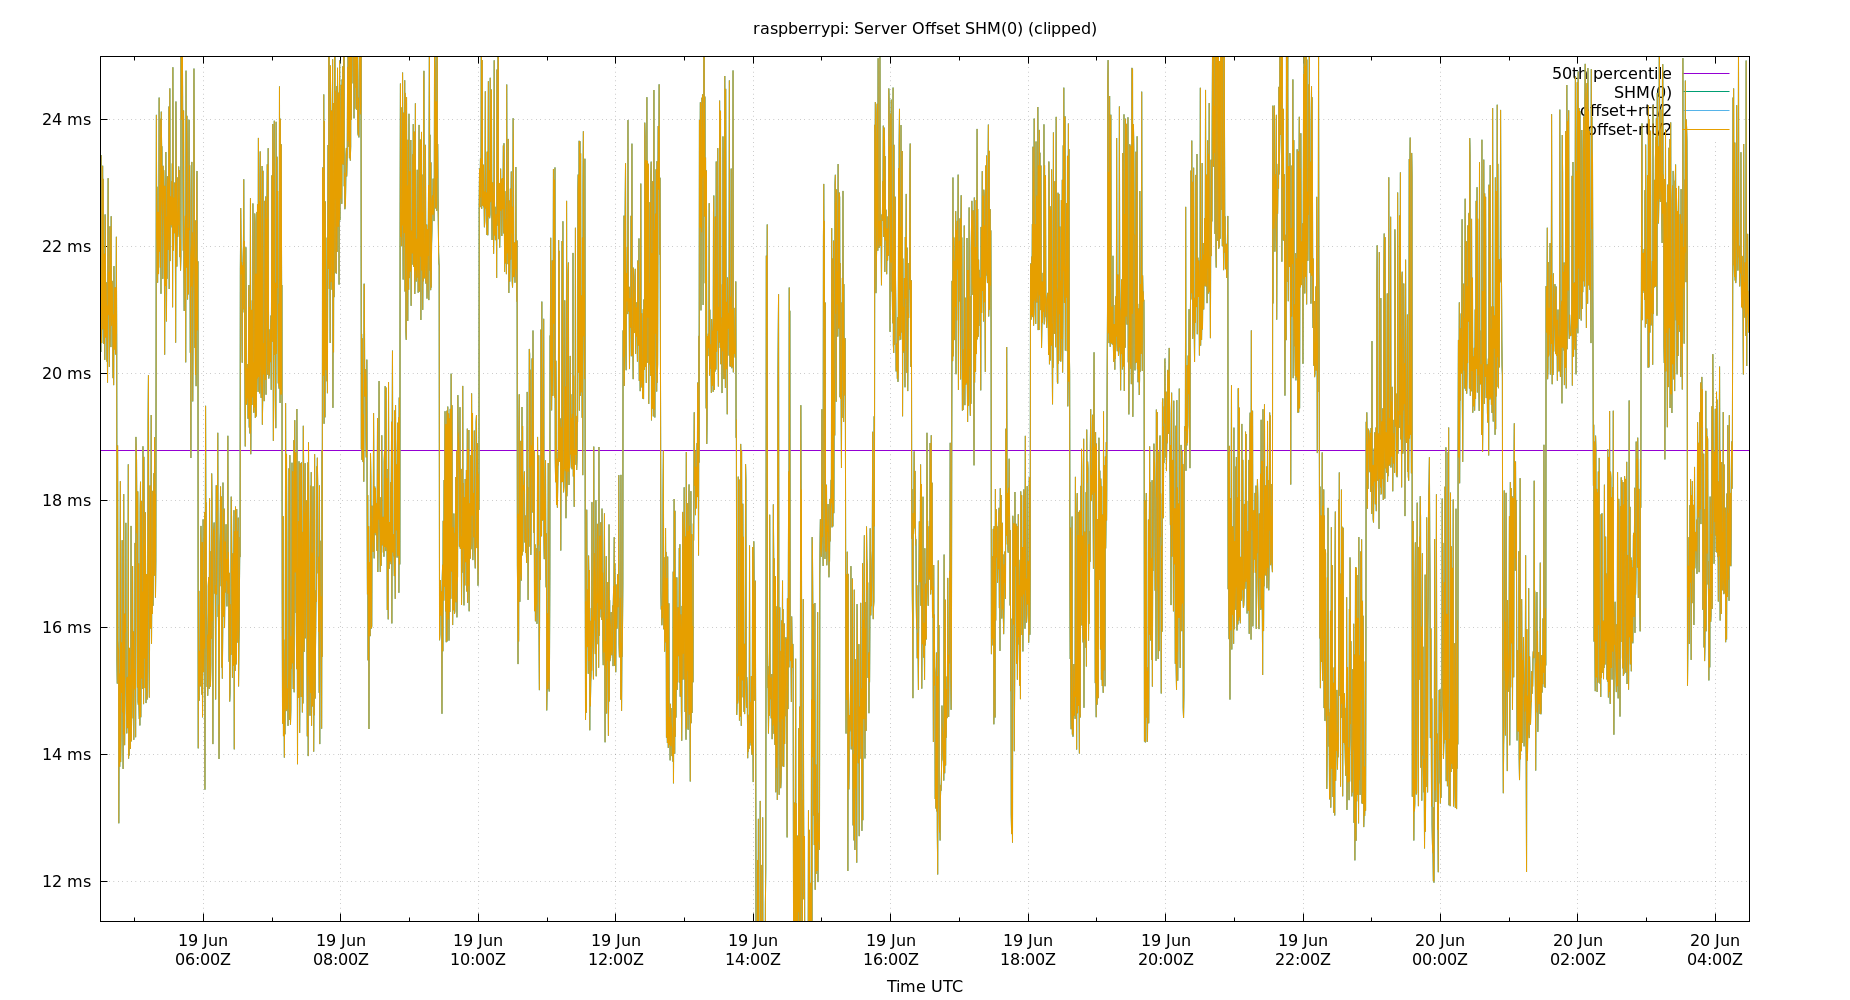 raspberrypi: Server Offset SHM(0) (clipped)
50th percentile
SHM(0)
offset+rtt/2
offset-rtt/2
24 ms
22 ms
20 ms
18 ms
16 ms
14 ms
12 ms
19 Jun 19 Jun 19 Jun 19 Jun 19 Jun 19 Jun 19 Jun 19 Jun 19 Jun 20 Jun 20 Jun 20 Jun
06:00Z 08:00Z 10:00Z 12:00Z 14:00Z 16:00Z 18:00Z 20:00Z 22:00Z 00:00Z 02:00Z 04:00Z
Time UTC